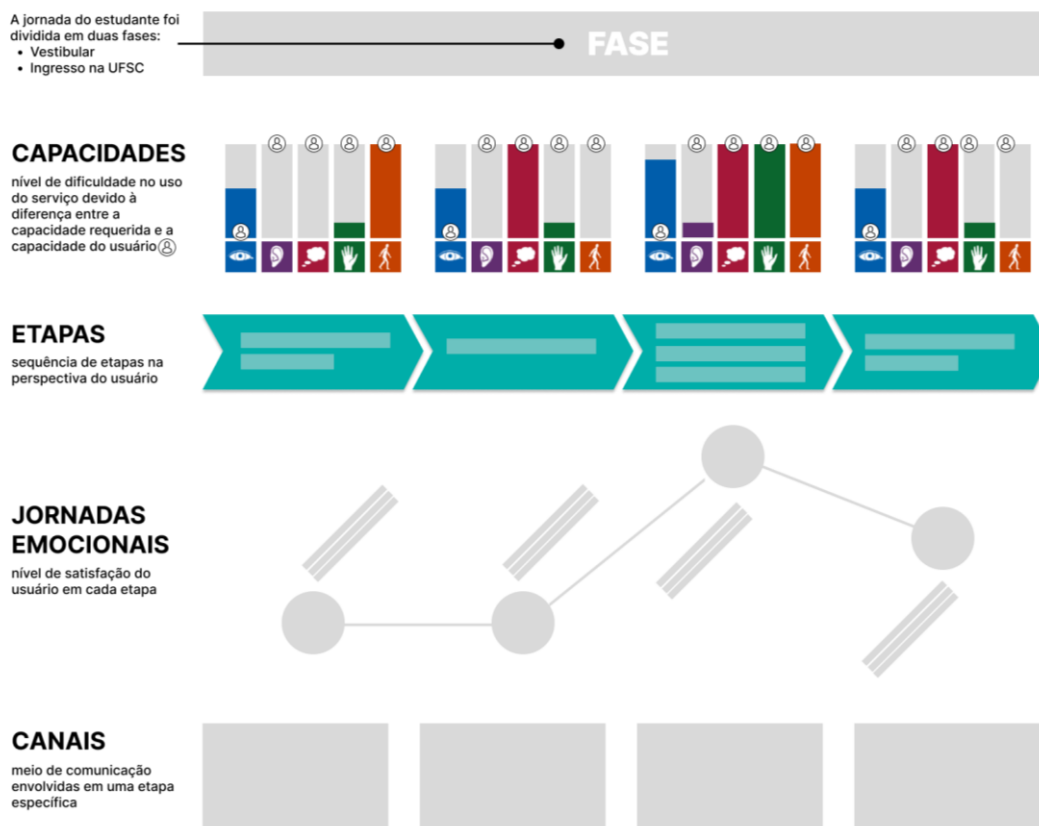 A jornada do estudante foi
dividida em duas fases:
• Vestibular
• Ingresso na UFSC
FASE
CAPACIDADES
nível de dificuldade no uso
do serviço devido à
diferença entre a
capacidade requerida e a
capacidade do usuário
ETAPAS
sequência de etapas na
perspectiva do usuário
JORNADAS
EMOCIONAIS
nível de satisfação do
usuário em cada etapa
CANAIS
meio de comunicação
envolvidas em uma etapa
específica